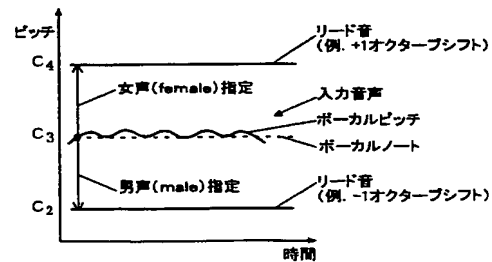 ピッチ
リード音
(例. +1オクターブシフト)
C4
女声(female)指定
入力音声
ボーカルピッチ
C3
ボーカルノート
男声(male)指定
リード音
(例. -1オクターブシフト)
C2
時間